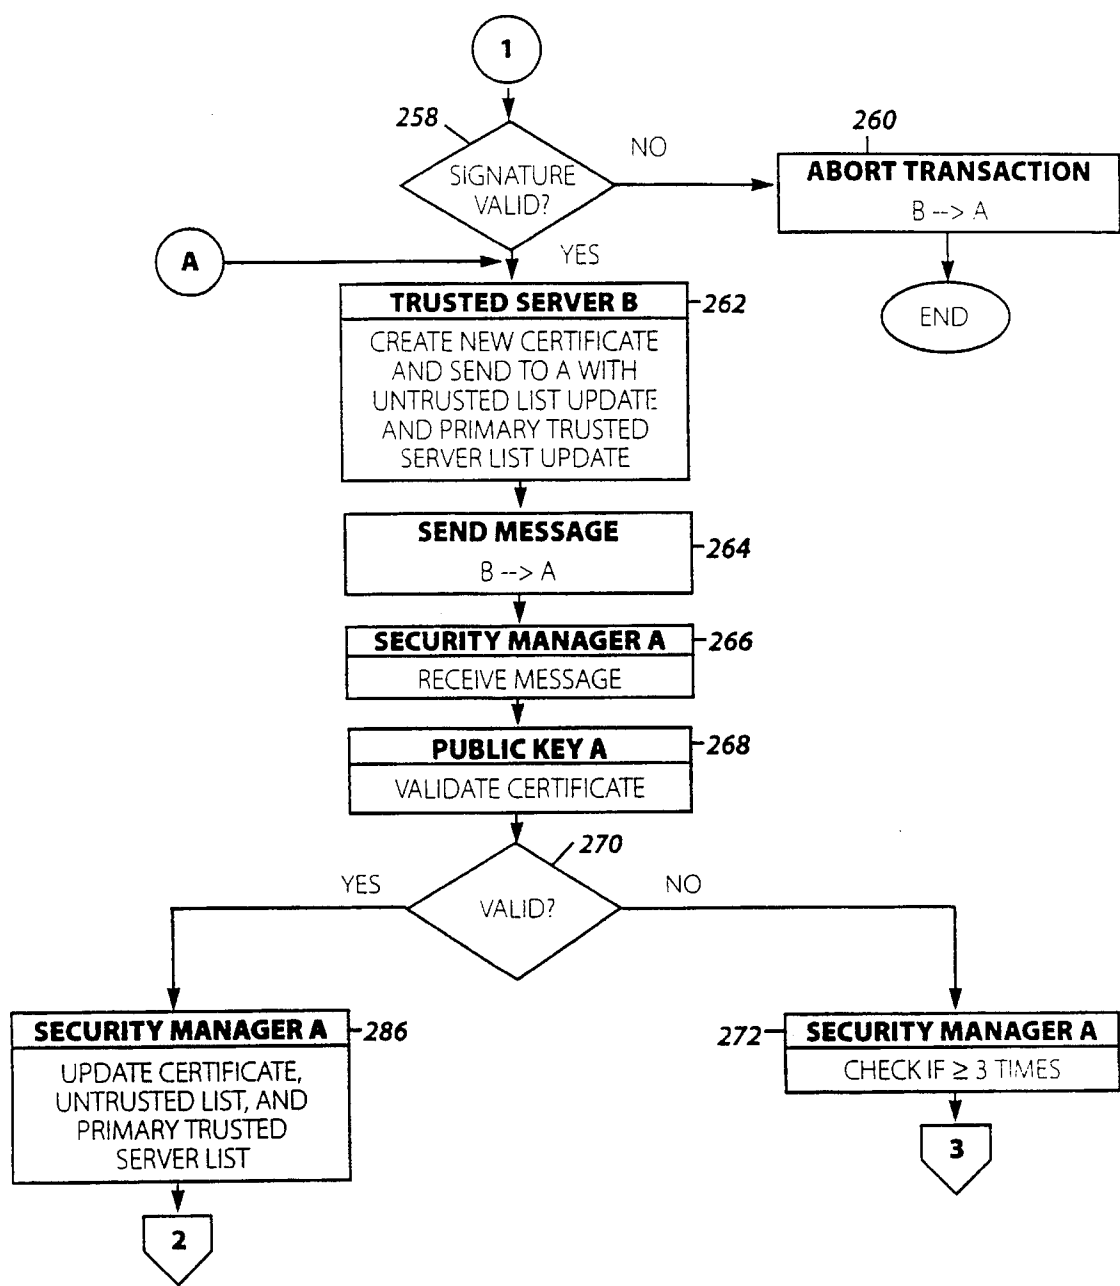 1
258
SIGNATURE
VALID?
NO
260
ABORT TRANSACTION
B --> A
A
YES
END
TRUSTED SERVER B
262
CREATE NEW CERTIFICATE
AND SEND TO A WITH
UNTRUSTED LIST UPDATE
AND PRIMARY TRUSTED
SERVER LIST UPDATE
SEND MESSAGE
264
B --> A
SECURITY MANAGER A
266
RECEIVE MESSAGE
PUBLIC KEY A
268
VALIDATE CERTIFICATE
270
YES
VALID?
NO
SECURITY MANAGER A
286
UPDATE CERTIFICATE,
UNTRUSTED LIST, AND
PRIMARY TRUSTED
SERVER LIST
2
272
SECURITY MANAGER A
CHECK IF ≥ 3 TIMES
3